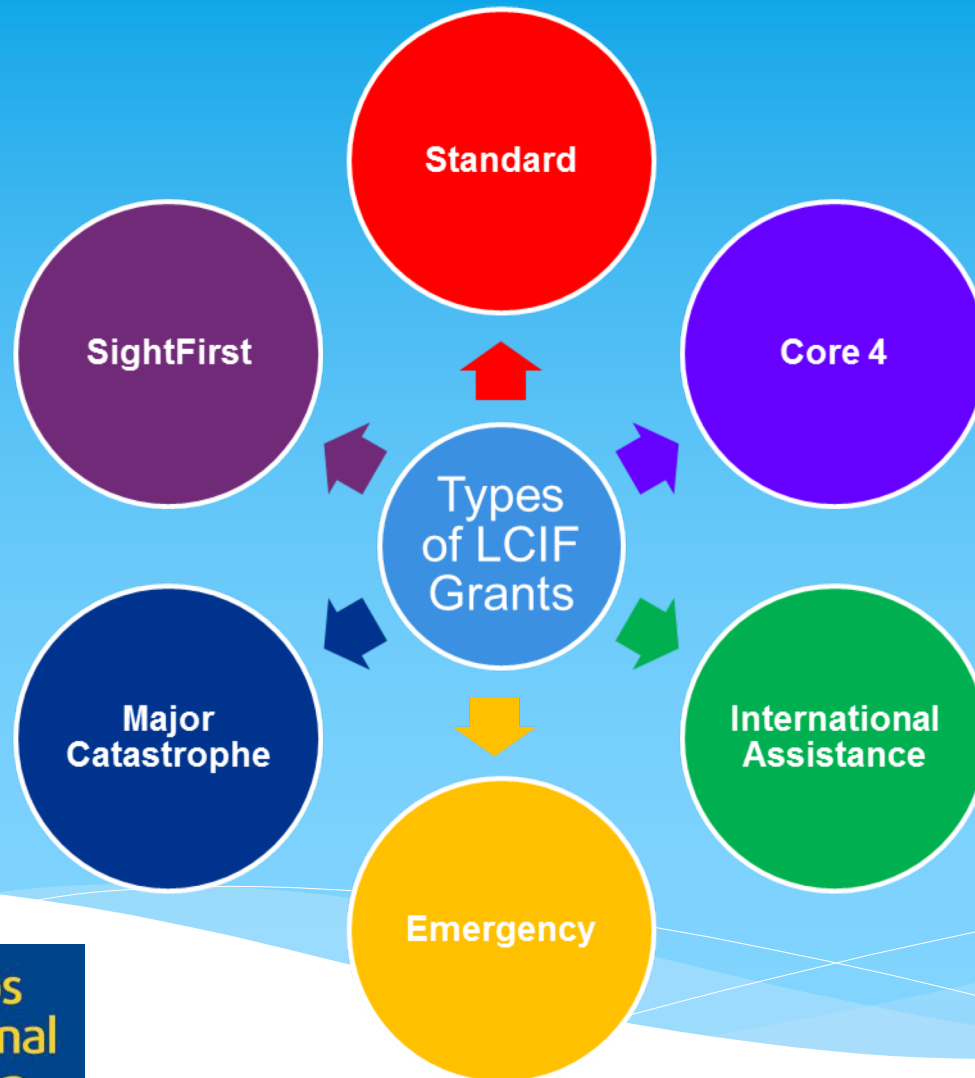 Standard
SightFirst
Core 4
Types
of LCIF
Grants
Major
Catastrophe
International
Assistance
Emergency